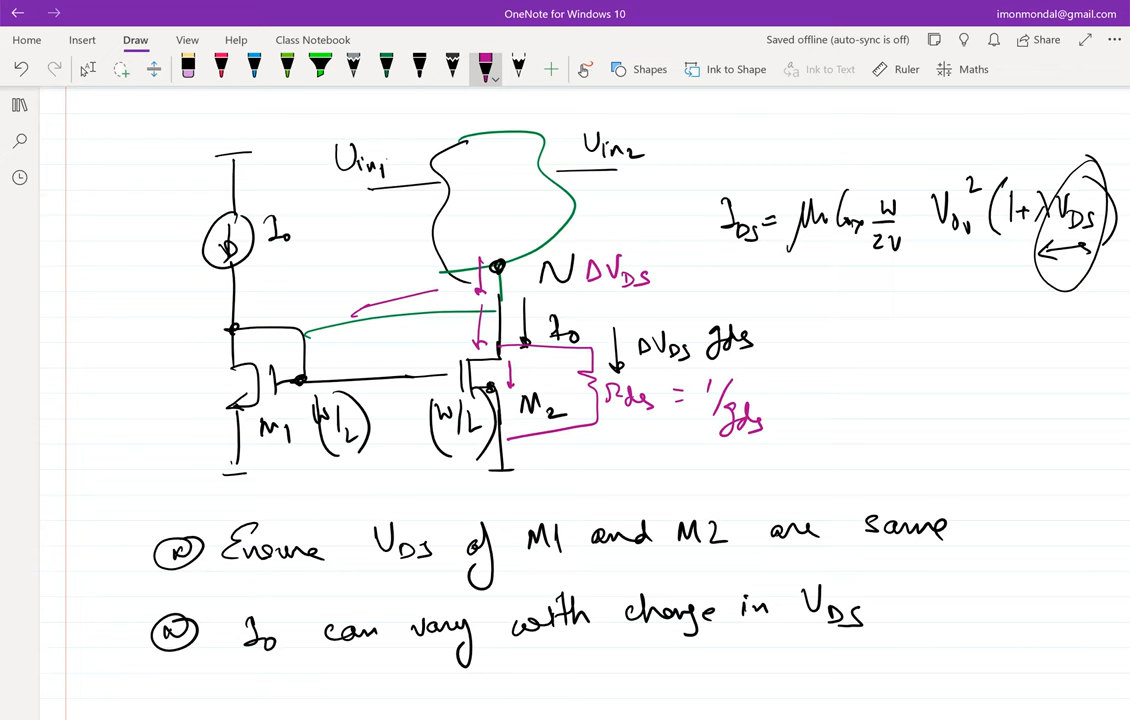 OneNote for Windows 10
imonmondal@gmail.com
Home Insert Draw View Help Class Notebook
Saved offline (auto-sync is off) Share
Shapes Ink to Shape Ink to Text Ruler Maths
Vin1
Vin2
I0
IDS = μn Cox W/2L VOV² (1+λVDS)
N ΔVDS
I0
ΔVDS gds
rds = 1/gds
M1 (W/L) (W/L) M2
Ensure VDS of M1 and M2 are same
I0 can vary with change in VDS